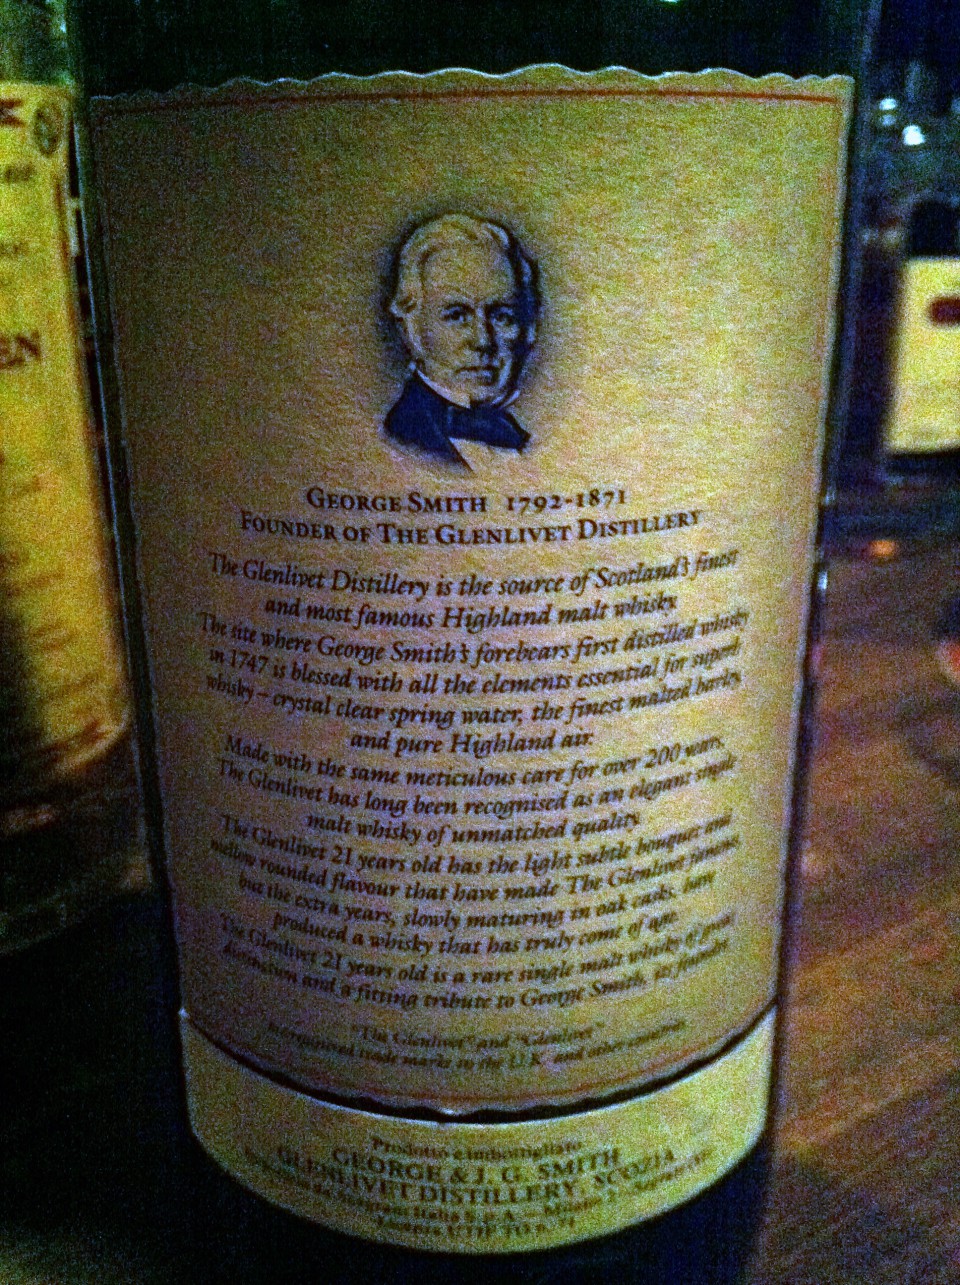 EN
GEORGE SMITH 1792-1871
FOUNDER OF THE GLENLIVET DISTILLERY
The Glenlivet Distillery is the source of Scotland's finest
and most famous Highland malt whisky.
The site where George Smith's forebears first distilled whisky
in 1747 is blessed with all the elements essential for superb
whisky – crystal clear spring water, the finest malted barley,
and pure Highland air.
Made with the same meticulous care for over 200 years,
The Glenlivet has long been recognised as an elegant single
malt whisky of unmatched quality.
The Glenlivet 21 years old has the light subtle bouquet and
mellow rounded flavour that have made The Glenlivet famous
but the extra years, slowly maturing in oak casks, have
produced a whisky that has truly come of age.
The Glenlivet 21 years old is a rare single malt whisky of great
distinction and a fitting tribute to George Smith, its founder.
"The Glenlivet" and "Glenlivet"
are registered trade marks in the U.K. and other countries.
Prodotto e imbottigliato
GEORGE & J. G. SMITH
GLENLIVET DISTILLERY, SCOZIA
Seagram Italia S.p.A. – Milano